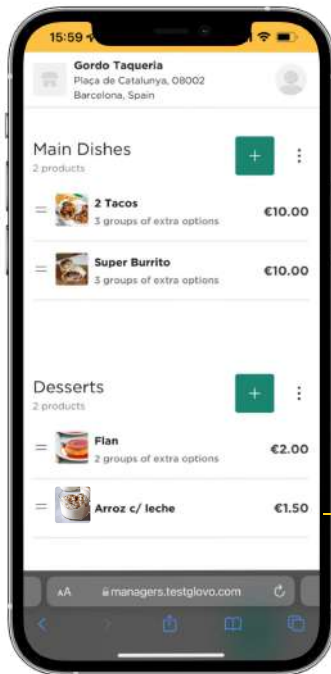 15:59
Gordo Taqueria
Plaça de Catalunya, 08002
Barcelona, Spain
Main Dishes
2 products
+
2 Tacos
3 groups of extra options
€10.00
Super Burrito
3 groups of extra options
€10.00
Desserts
2 products
+
Flan
2 groups of extra options
€2.00
Arroz c/ leche
€1.50
AA
managers.testglovo.com